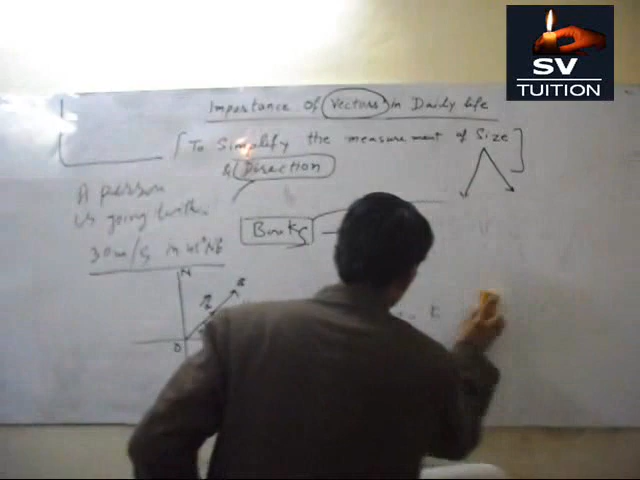 SV
TUITION
Importance of Vectors in Daily life
[To Simplify the measurement of Size
& Direction]
A person
is going with
30m/s in 45° NE
Books
N
O